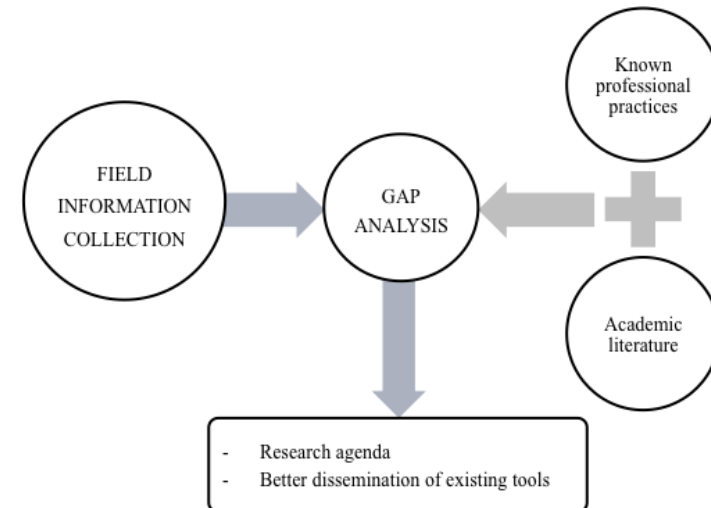 FIELD
INFORMATION
COLLECTION
GAP
ANALYSIS
Known
professional
practices
Academic
literature
- Research agenda
- Better dissemination of existing tools